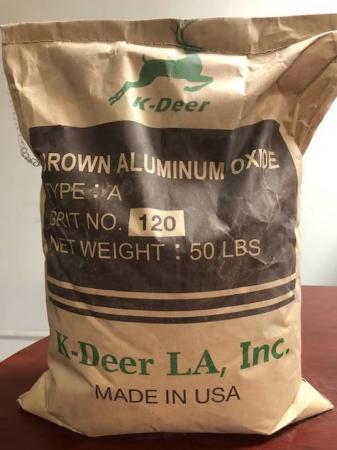 K-Deer
BROWN ALUMINUM OXIDE
TYPE : A
GRIT NO. 120
NET WEIGHT : 50 LBS
K-Deer LA, Inc.
MADE IN USA